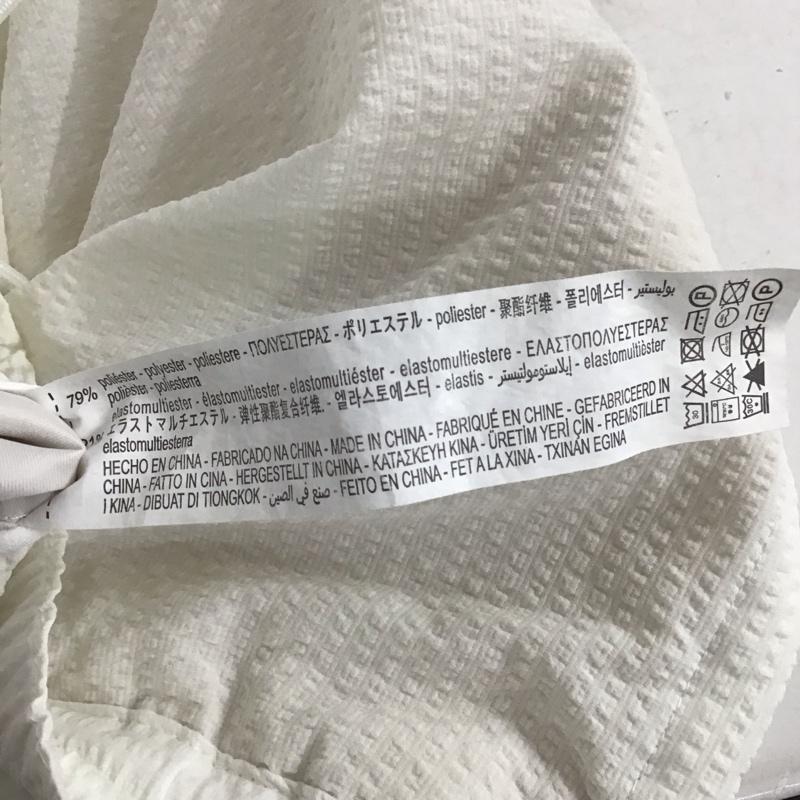 79% poliéster - polyester - poliestere - ΠΟΛΥΕΣΤΕΡΑΣ - ポリエステル - poliester - 聚酯纤维 - 폴리에스터 - بوليستير
polièster - poliesterra
elastomultiéster - élastomultiester - elastomultiéster - elastomultiestere - ΕΛΑΣΤΟΠΟΛΥΕΣΤΕΡΑΣ
エラストマルチエステル - 弹性聚酯复合纤维. - 엘라스토에스터 - elastis - إيلاستومولتيستر - elastomultièster
elastomultiesterra
HECHO EN CHINA - FABRICADO NA CHINA - MADE IN CHINA - FABRIQUÉ EN CHINE - GEFABRICEERD IN
CHINA - FATTO IN CINA - HERGESTELLT IN CHINA - ΚΑΤΑΣΚΕΥΗ ΚΙΝΑ - ÜRETİM YERİ ÇİN - FREMSTILLET
I KINA - DIBUAT DI TIONGKOK - صنع في الصين - FEITO EN CHINA - FET A LA XINA - TXINAN EGINA